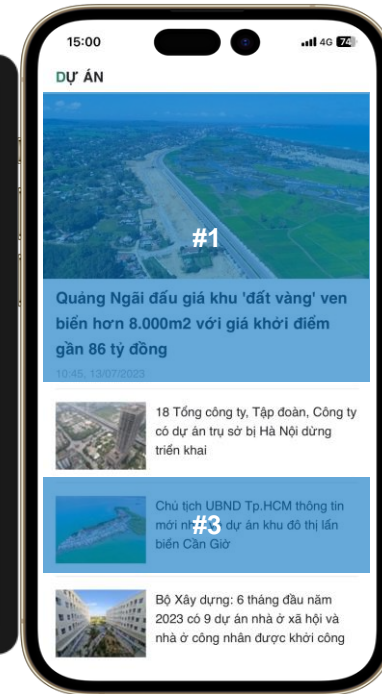 15:00
4G 74
DỰ ÁN
#1
Quảng Ngãi đấu giá khu 'đất vàng' ven
biển hơn 8.000m2 với giá khởi điểm
gần 86 tỷ đồng
10:45, 13/07/2023
18 Tổng công ty, Tập đoàn, Công ty
có dự án trụ sở bị Hà Nội dừng
triển khai
Chủ tịch UBND Tp.HCM thông tin
mới dự án khu đô thị lấn
biển Cần Giờ
#3
Bộ Xây dựng: 6 tháng đầu năm
2023 có 9 dự án nhà ở xã hội và
nhà ở công nhân được khởi công